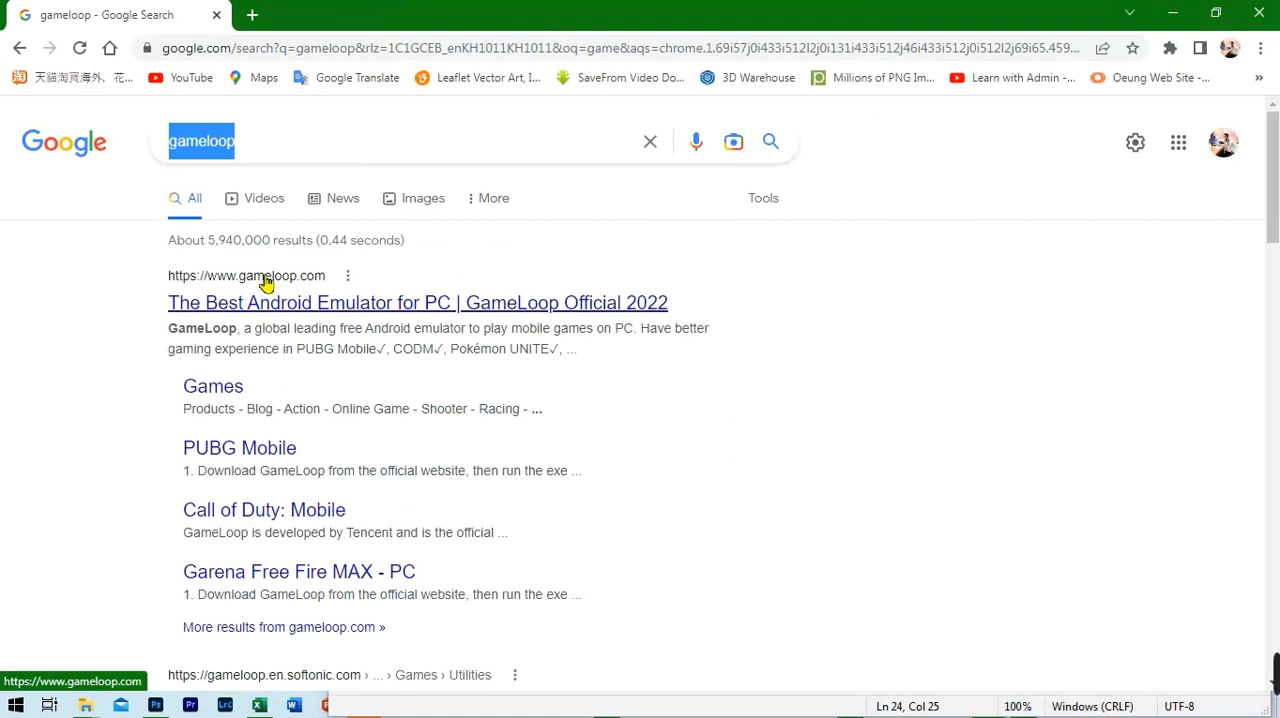 gameloop - Google Search
google.com/search?q=gameloop&rlz=1C1GCEB_enKH1011KH1011&oq=game&aqs=chrome.1.69i57j0i433i512l2j0i131i433i512j46i433i512j0i512l2j69i65.459...
天貓淘寶海外, 花...
YouTube
Maps
Google Translate
Leaflet Vector Art, I...
SaveFrom Video Do...
3D Warehouse
Millions of PNG Im...
Learn with Admin -...
Oeung Web Site -...
»
Google
gameloop
All
Videos
News
Images
More
Tools
About 5,940,000 results (0.44 seconds)
https://www.gameloop.com
The Best Android Emulator for PC | GameLoop Official 2022
GameLoop, a global leading free Android emulator to play mobile games on PC. Have better
gaming experience in PUBG Mobile✓, CODM✓, Pokémon UNITE✓, ...
Games
Products - Blog - Action - Online Game - Shooter - Racing - ...
PUBG Mobile
1. Download GameLoop from the official website, then run the exe ...
Call of Duty: Mobile
GameLoop is developed by Tencent and is the official ...
Garena Free Fire MAX - PC
1. Download GameLoop from the official website, then run the exe ...
More results from gameloop.com »
https://gameloop.en.softonic.com › ... › Games › Utilities
https://www.gameloop.com
Ps
Pr
Lrc
Ln 24, Col 25
100%
Windows (CRLF)
UTF-8